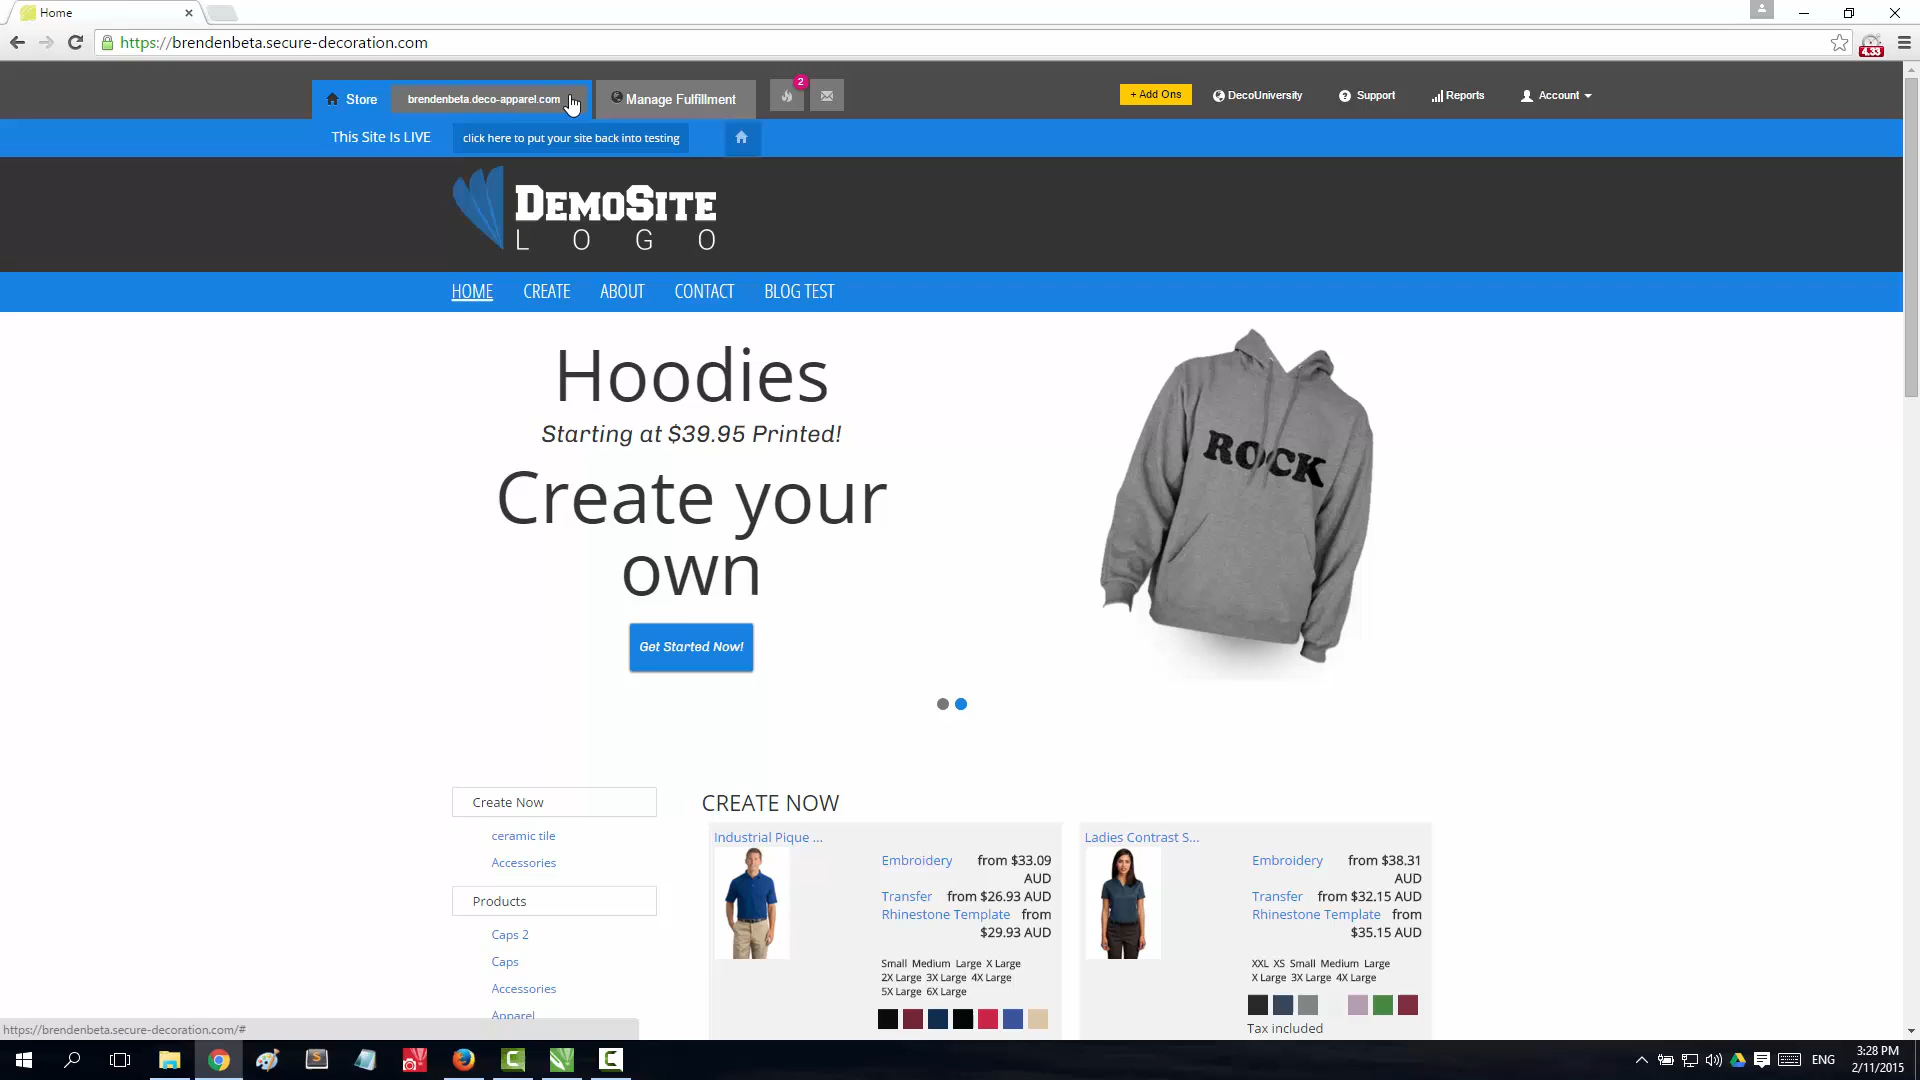 Home
https://brendenbeta.secure-decoration.com
4.33
Store
brendenbeta.deco-apparel.com
Manage Fulfillment
2
+ Add Ons
DecoUniversity
Support
Reports
Account
This Site Is LIVE
click here to put your site back into testing
DEMOSITE
LOGO
HOME
CREATE
ABOUT
CONTACT
BLOG TEST
Hoodies
Starting at $39.95 Printed!
Create your
own
Get Started Now!
ROCK
Create Now
ceramic tile
Accessories
Products
Caps 2
Caps
Accessories
Apparel
CREATE NOW
Industrial Pique ...
Embroidery from $33.09
AUD
Transfer from $26.93 AUD
Rhinestone Template from
$29.93 AUD
Small Medium Large X Large
2X Large 3X Large 4X Large
5X Large 6X Large
Ladies Contrast S...
Embroidery from $38.31
AUD
Transfer from $32.15 AUD
Rhinestone Template from
$35.15 AUD
XXL XS Small Medium Large
X Large 3X Large 4X Large
Tax included
https://brendenbeta.secure-decoration.com/#
ENG
3:28 PM
2/11/2015